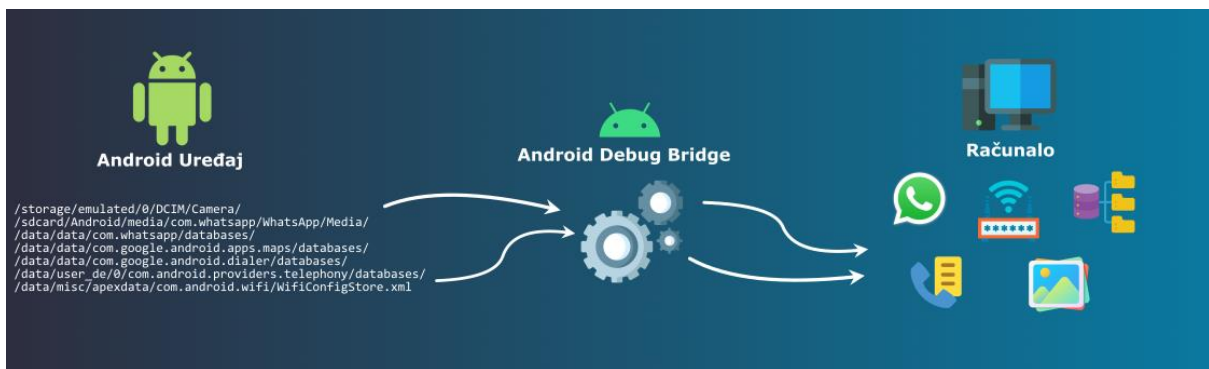 Android Uređaj
/storage/emulated/0/DCIM/Camera/
/sdcard/Android/media/com.whatsapp/WhatsApp/Media/
/data/data/com.whatsapp/databases/
/data/data/com.google.android.apps.maps/databases/
/data/data/com.google.android.dialer/databases/
/data/user_de/0/com.android.providers.telephony/databases/
/data/misc/apexdata/com.android.wifi/WifiConfigStore.xml
Android Debug Bridge
Računalo
******